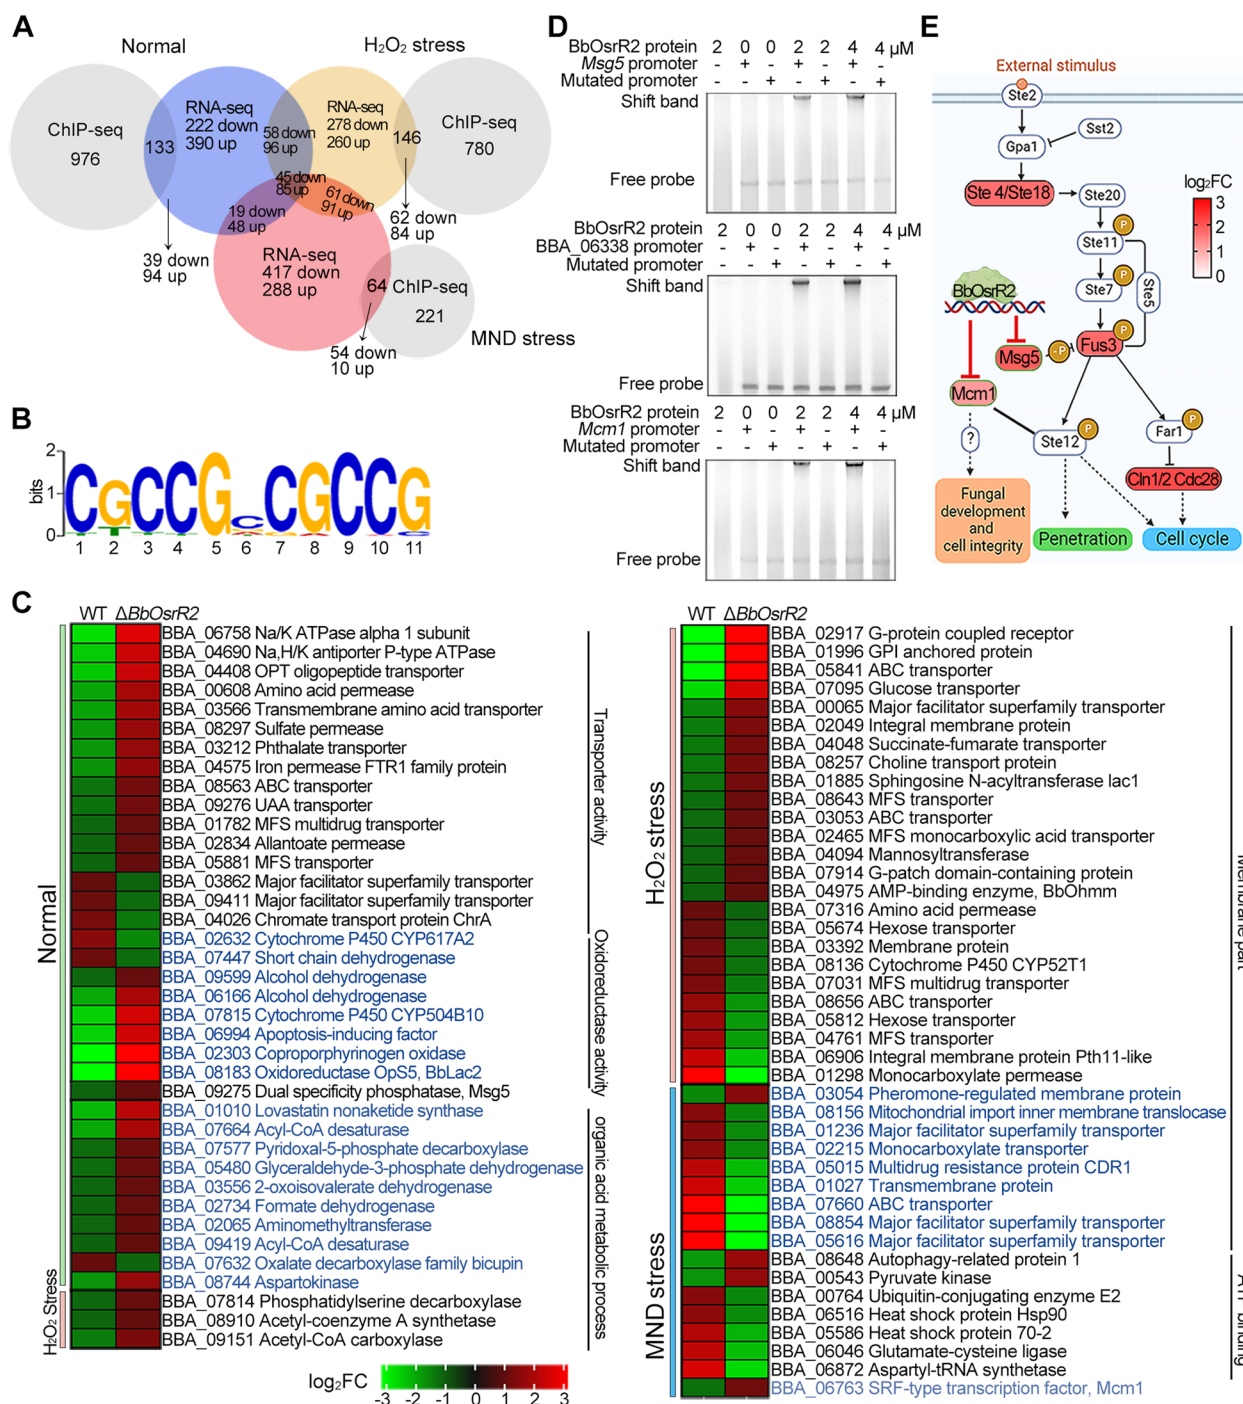 A
Normal
H₂O₂ stress
ChIP-seq
976
133
RNA-seq
222 down
390 up
58 down
96 up
RNA-seq
278 down
260 up
146
ChIP-seq
780
45 down
85 up
61 down
91 up
19 down
48 up
62 down
84 up
39 down
94 up
RNA-seq
417 down
288 up
64
ChIP-seq
221
MND stress
54 down
10 up
B
bits
2
1
0
CGCCGCCGCCG
1 2 3 4 5 6 7 8 9 10 11
D
BbOsrR2 protein 2 0 0 2 2 4 4 μM
Msg5 promoter - + - + - + -
Mutated promoter - - + - + - +
Shift band
Free probe
BbOsrR2 protein 2 0 0 2 2 4 4 μM
BBA_06338 promoter - + - + - + -
Mutated promoter - - + - + - +
Shift band
Free probe
BbOsrR2 protein 2 0 0 2 2 4 4 μM
Mcm1 promoter - + - + - + -
Mutated promoter - - + - + - +
Shift band
Free probe
E
External stimulus
Ste2
Sst2
Gpa1
Ste 4/Ste18
Ste20
log₂FC
3
2
1
0
P
Ste11
P
Ste7
Ste5
BbOsrR2
P
Fus3
-P
Msg5
Mcm1
?
P
Ste12
P
Far1
Cln1/2 Cdc28
Fungal
development
and
cell integrity
Penetration
Cell cycle
C
WT ΔBbOsrR2
Normal
BBA_06758 Na/K ATPase alpha 1 subunit
BBA_04690 Na,H/K antiporter P-type ATPase
BBA_04408 OPT oligopeptide transporter
BBA_00608 Amino acid permease
BBA_03566 Transmembrane amino acid transporter
BBA_08297 Sulfate permease
BBA_03212 Phthalate transporter
BBA_04575 Iron permease FTR1 family protein
BBA_08563 ABC transporter
BBA_09276 UAA transporter
BBA_01782 MFS multidrug transporter
BBA_02834 Allantoate permease
BBA_05881 MFS transporter
BBA_03862 Major facilitator superfamily transporter
BBA_09411 Major facilitator superfamily transporter
BBA_04026 Chromate transport protein ChrA
Transporter activity
BBA_02632 Cytochrome P450 CYP617A2
BBA_07447 Short chain dehydrogenase
BBA_09599 Alcohol dehydrogenase
BBA_06166 Alcohol dehydrogenase
BBA_07815 Cytochrome P450 CYP504B10
BBA_06994 Apoptosis-inducing factor
BBA_02303 Coproporphyrinogen oxidase
BBA_08183 Oxidoreductase OpS5, BbLac2
BBA_09275 Dual specificity phosphatase, Msg5
Oxidoreductase activity
BBA_01010 Lovastatin nonaketide synthase
BBA_07664 Acyl-CoA desaturase
BBA_07577 Pyridoxal-5-phosphate decarboxylase
BBA_05480 Glyceraldehyde-3-phosphate dehydrogenase
BBA_03556 2-oxoisovalerate dehydrogenase
BBA_02734 Formate dehydrogenase
BBA_02065 Aminomethyltransferase
BBA_09419 Acyl-CoA desaturase
BBA_07632 Oxalate decarboxylase family bicupin
BBA_08744 Aspartokinase
H₂O₂ Stress
BBA_07814 Phosphatidylserine decarboxylase
BBA_08910 Acetyl-coenzyme A synthetase
BBA_09151 Acetyl-CoA carboxylase
organic acid metabolic process
log₂FC
-3 -2 -1 0 1 2 3
WT ΔBbOsrR2
H₂O₂ stress
BBA_02917 G-protein coupled receptor
BBA_01996 GPI anchored protein
BBA_05841 ABC transporter
BBA_07095 Glucose transporter
BBA_00065 Major facilitator superfamily transporter
BBA_02049 Integral membrane protein
BBA_04048 Succinate-fumarate transporter
BBA_08257 Choline transport protein
BBA_01885 Sphingosine N-acyltransferase lac1
BBA_08643 MFS transporter
BBA_03053 ABC transporter
BBA_02465 MFS monocarboxylic acid transporter
BBA_04094 Mannosyltransferase
BBA_07914 G-patch domain-containing protein
BBA_04975 AMP-binding enzyme, BbOhmm
BBA_07316 Amino acid permease
BBA_05674 Hexose transporter
BBA_03392 Membrane protein
BBA_08136 Cytochrome P450 CYP52T1
BBA_07031 MFS multidrug transporter
BBA_08656 ABC transporter
BBA_05812 Hexose transporter
BBA_04761 MFS transporter
BBA_06906 Integral membrane protein Pth11-like
BBA_01298 Monocarboxylate permease
MND stress
BBA_03054 Pheromone-regulated membrane protein
BBA_08156 Mitochondrial import inner membrane translocase
BBA_01236 Major facilitator superfamily transporter
BBA_02215 Monocarboxylate transporter
BBA_05015 Multidrug resistance protein CDR1
BBA_01027 Transmembrane protein
BBA_07660 ABC transporter
BBA_08854 Major facilitator superfamily transporter
BBA_05616 Major facilitator superfamily transporter
Membrane part
BBA_08648 Autophagy-related protein 1
BBA_00543 Pyruvate kinase
BBA_00764 Ubiquitin-conjugating enzyme E2
BBA_06516 Heat shock protein Hsp90
BBA_05586 Heat shock protein 70-2
BBA_06046 Glutamate-cysteine ligase
BBA_06872 Aspartyl-tRNA synthetase
ATP binding
BBA_06763 SRF-type transcription factor, Mcm1